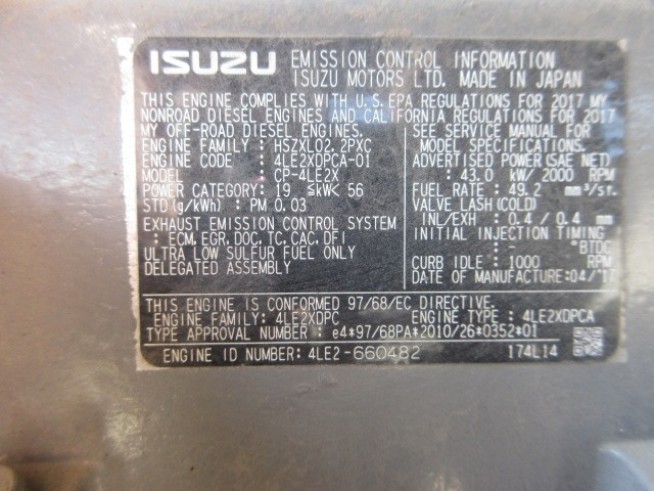 ISUZU EMISSION CONTROL INFORMATION
ISUZU MOTORS LTD. MADE IN JAPAN
THIS ENGINE COMPLIES WITH U.S.EPA REGULATIONS FOR 2017 MY
NONROAD DIESEL ENGINES AND CALIFORNIA REGULATIONS FOR 2017
MY OFF-ROAD DIESEL ENGINES.
ENGINE FAMILY : HSZXL02.2PXC
ENGINE CODE : 4LE2XDPCA-01
MODEL : CP-4LE2X
POWER CATEGORY: 19 ≤kW< 56
STD (g/kWh) : PM 0.03
EXHAUST EMISSION CONTROL SYSTEM
: ECM, EGR, DOC, TC, CAC, DFI
ULTRA LOW SULFUR FUEL ONLY
DELEGATED ASSEMBLY
SEE SERVICE MANUAL FOR
MODEL SPECIFICATIONS.
ADVERTISED POWER(SAE NET)
: 43.0 kW/ 2000 RPM
FUEL RATE : 49.2 mm³/st.
VALVE LASH (COLD)
INL/EXH : 0.4 / 0.4 mm
INITIAL INJECTION TIMING
: °BTDC
CURB IDLE : 1000 RPM
DATE OF MANUFACTURE:04/'17
THIS ENGINE IS CONFORMED 97/68/EC DIRECTIVE.
ENGINE FAMILY: 4LE2XDPC ENGINE TYPE : 4LE2XDPCA
TYPE APPROVAL NUMBER : e4*97/68PA*2010/26*0352*01
ENGINE ID NUMBER: 4LE2-660482 174L14